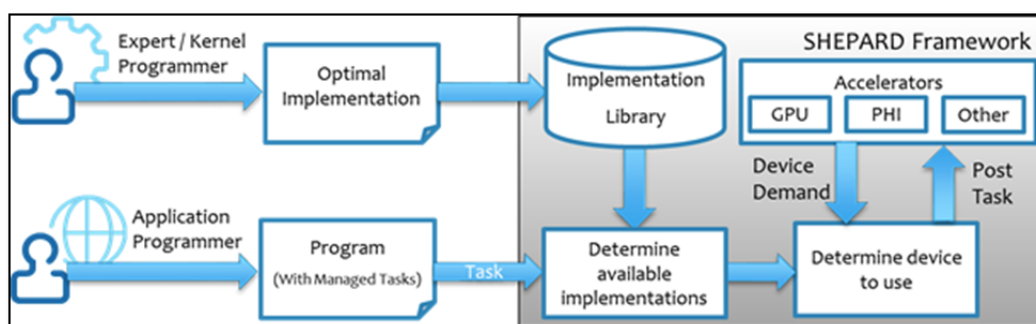 Expert / Kernel
Programmer
Optimal
Implementation
Implementation
Library
SHEPARD Framework
Accelerators
GPU
PHI
Other
Device
Demand
Post
Task
Application
Programmer
Program
(With Managed Tasks)
Task
Determine
available
implementations
Determine device
to use